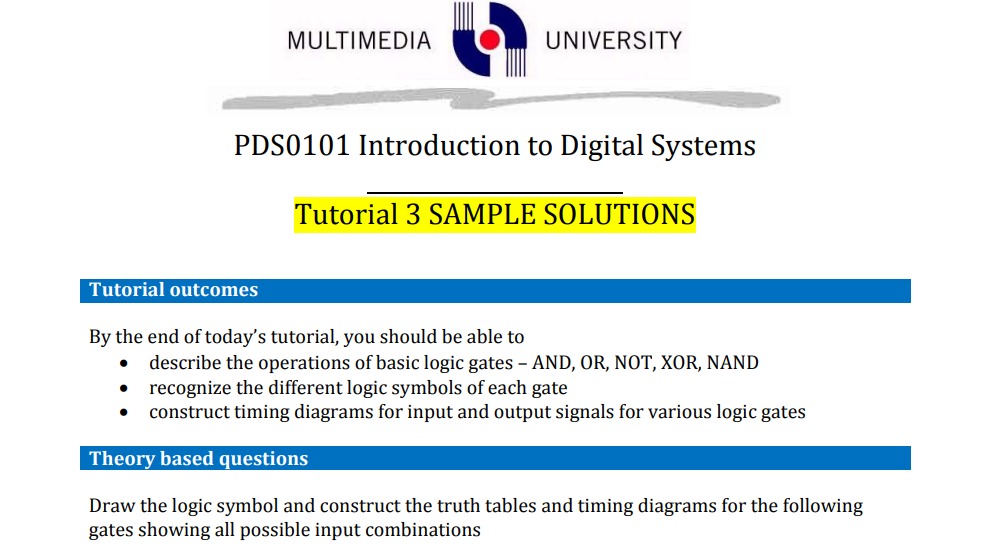 MULTIMEDIA UNIVERSITY
PDS0101 Introduction to Digital Systems
Tutorial 3 SAMPLE SOLUTIONS
Tutorial outcomes
By the end of today’s tutorial, you should be able to
• describe the operations of basic logic gates – AND, OR, NOT, XOR, NAND
• recognize the different logic symbols of each gate
• construct timing diagrams for input and output signals for various logic gates
Theory based questions
Draw the logic symbol and construct the truth tables and timing diagrams for the following
gates showing all possible input combinations